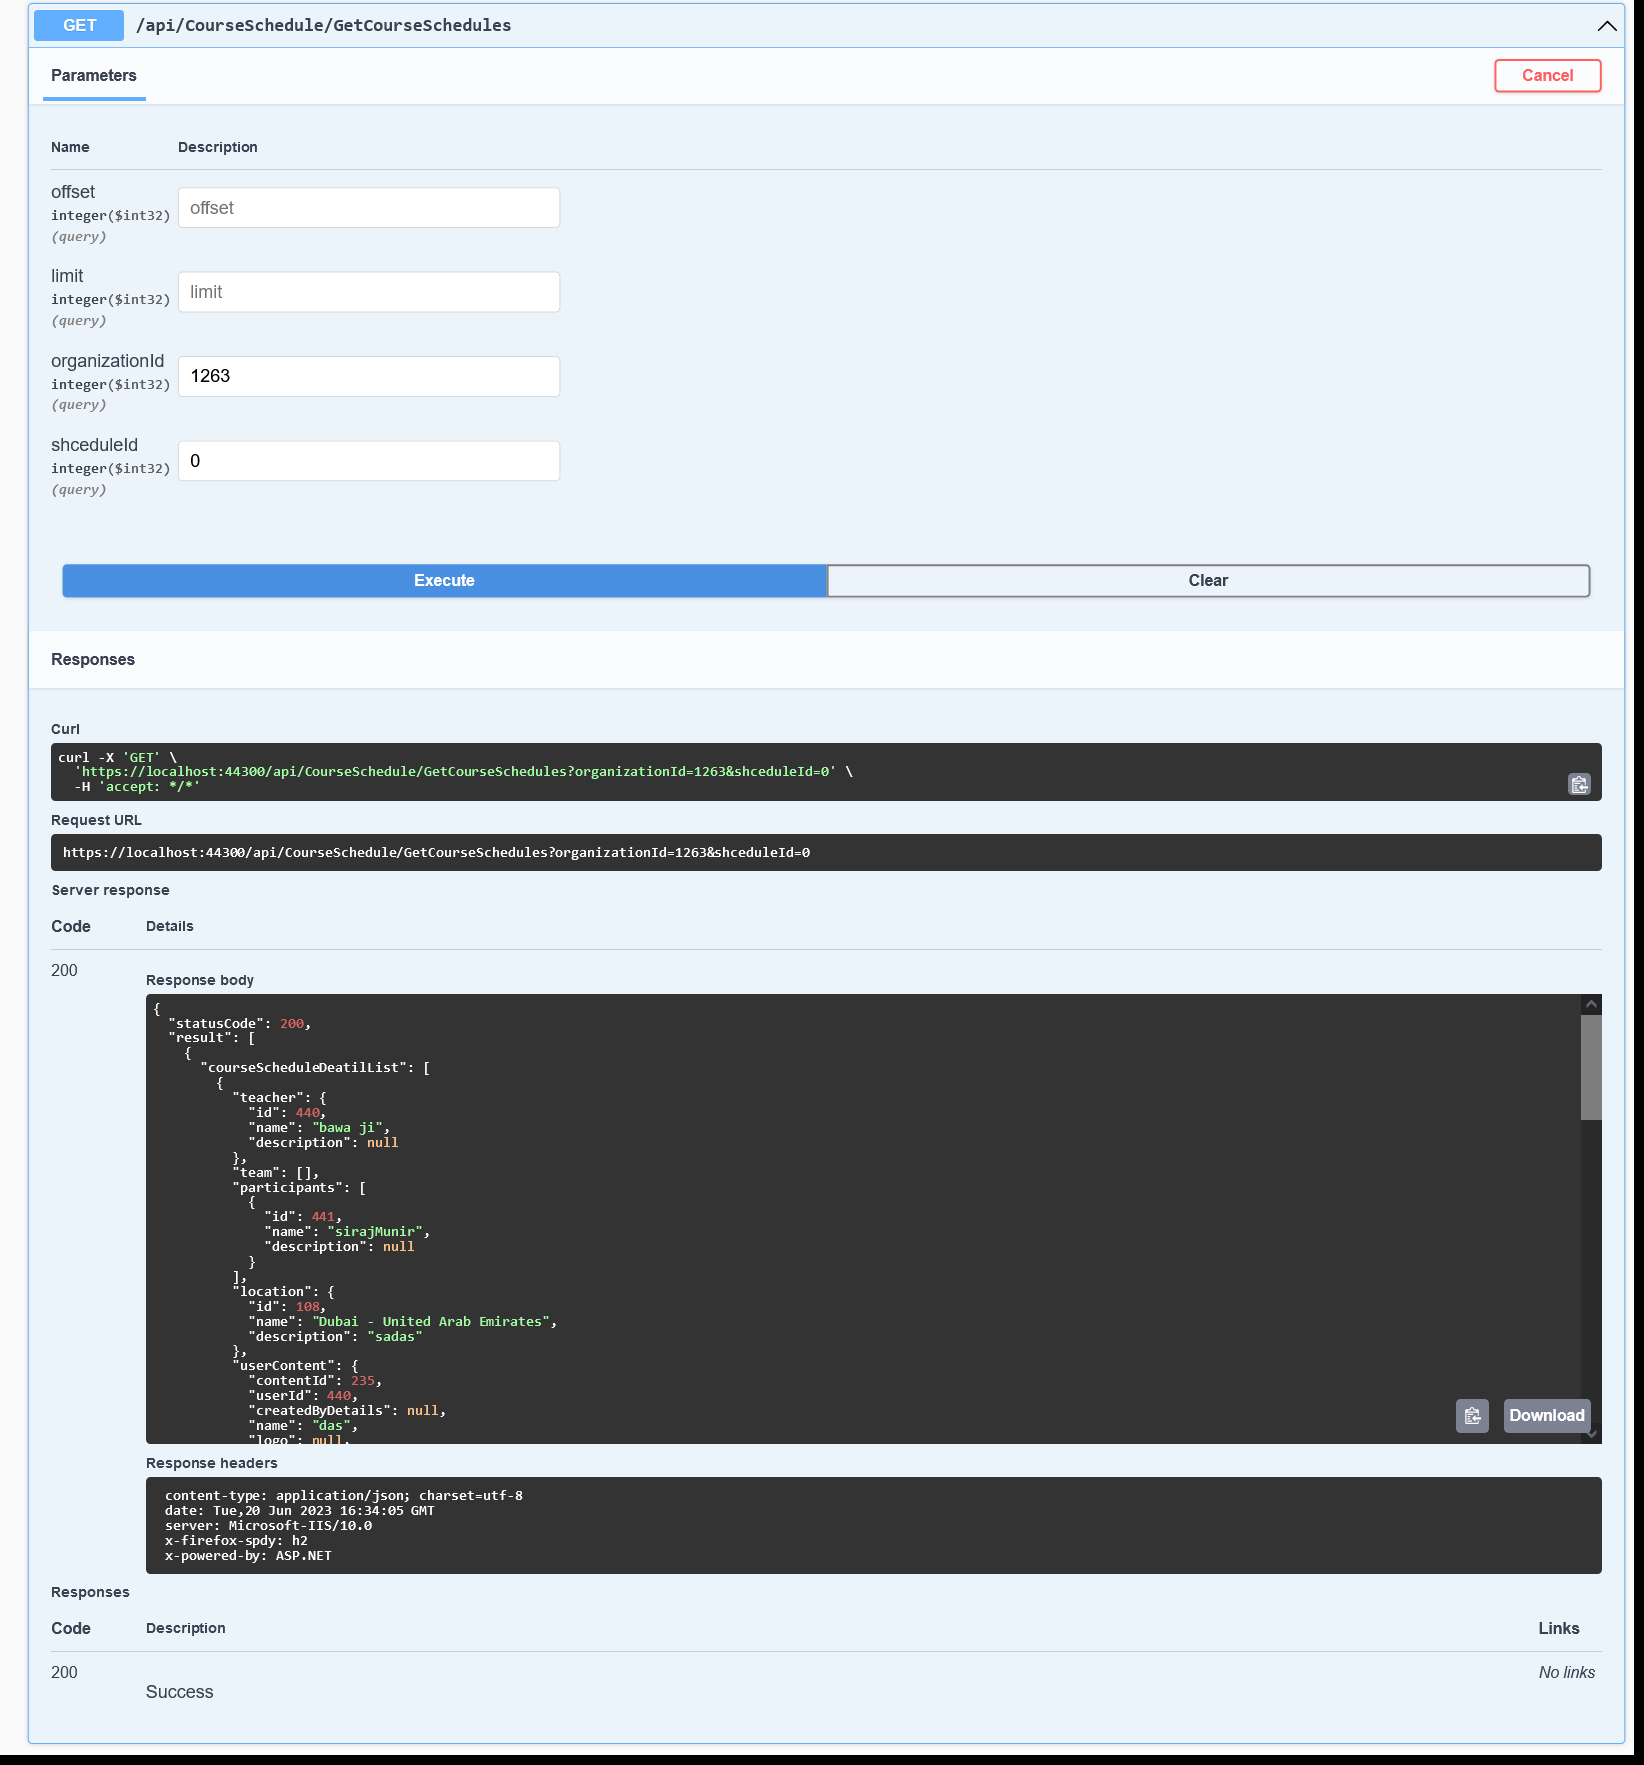 GET /api/CourseSchedule/GetCourseSchedules
Parameters
Cancel
Name Description
offset
integer($int32)
(query)
offset
limit
integer($int32)
(query)
limit
organizationId
integer($int32)
(query)
1263
shceduleId
integer($int32)
(query)
0
Execute
Clear
Responses
Curl
curl -X 'GET' \
'https://localhost:44300/api/CourseSchedule/GetCourseSchedules?organizationId=1263&shceduleId=0' \
-H 'accept: */*'
Request URL
https://localhost:44300/api/CourseSchedule/GetCourseSchedules?organizationId=1263&shceduleId=0
Server response
Code Details
200
Response body
{
"statusCode": 200,
"result": [
{
"courseScheduleDeatilList": [
{
"teacher": {
"id": 440,
"name": "bawa ji",
"description": null
},
"team": [],
"participants": [
{
"id": 441,
"name": "sirajMunir",
"description": null
}
],
"location": {
"id": 108,
"name": "Dubai - United Arab Emirates",
"description": "sadas"
},
"userContent": {
"contentId": 235,
"userId": 440,
"createdByDetails": null,
"name": "das",
"logo": null,
Download
Response headers
content-type: application/json; charset=utf-8
date: Tue,20 Jun 2023 16:34:05 GMT
server: Microsoft-IIS/10.0
x-firefox-spdy: h2
x-powered-by: ASP.NET
Responses
Code Description Links
200 No links
Success